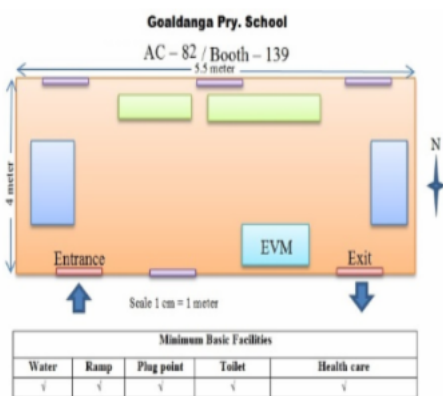 Goaldanga Pry. School
AC – 82 / Booth – 139
5.5 meter
N
4 meter
EVM
Entrance
Exit
Scale 1 cm = 1 meter
Minimum Basic Facilities
Water Ramp Plug point Toilet Health care
√ √ √ √ √